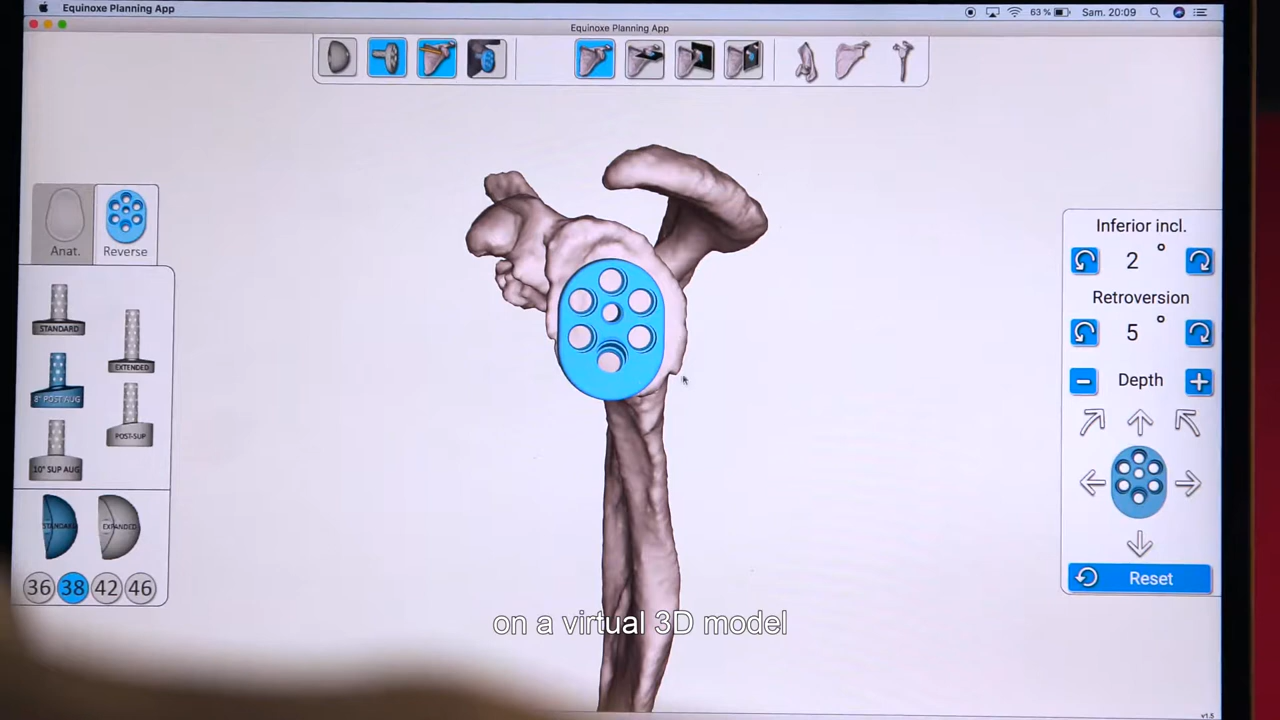 Equinoxe Planning App
63 %
Sam. 20:09
Equinoxe Planning App
Anat.
Reverse
STANDARD
EXTENDED
8° POST AUG
POST-SUP
10° SUP AUG
STANDARD
EXPANDED
36 38 42 46
Inferior incl.
2 °
Retroversion
5 °
Depth
Reset
on a virtual 3D model
v1.5